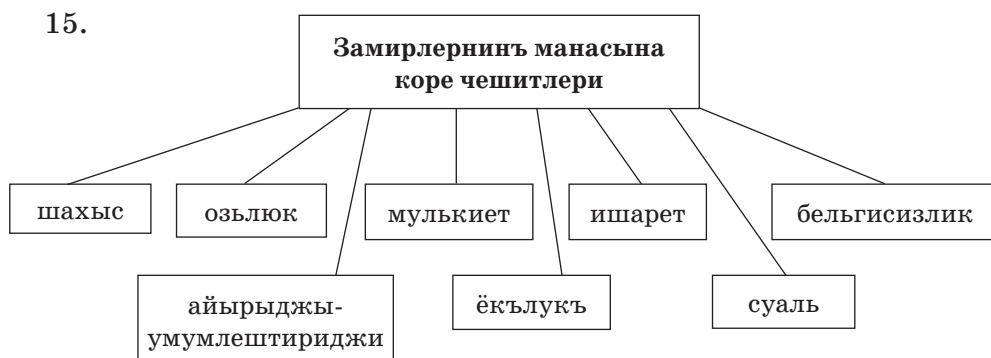 15.
Замирлернинъ манасына
коре чешитлери
шахыс
озьлюк
мулькиет
ишарет
бельгисизлик
айырыджы-
умумлештириджи
ёкълукъ
суаль